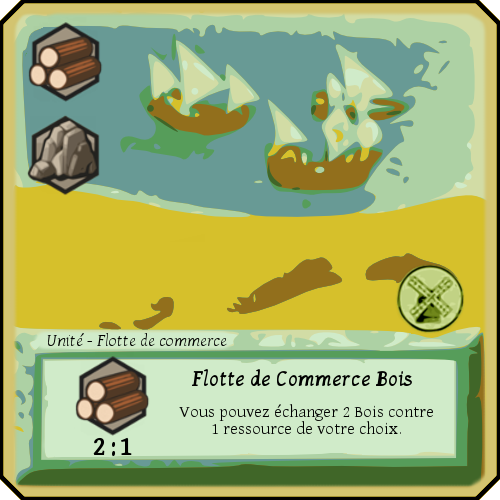 Unité - Flotte de commerce
Flotte de Commerce Bois
Vous pouvez échanger 2 Bois contre
1 ressource de votre choix.
2:1